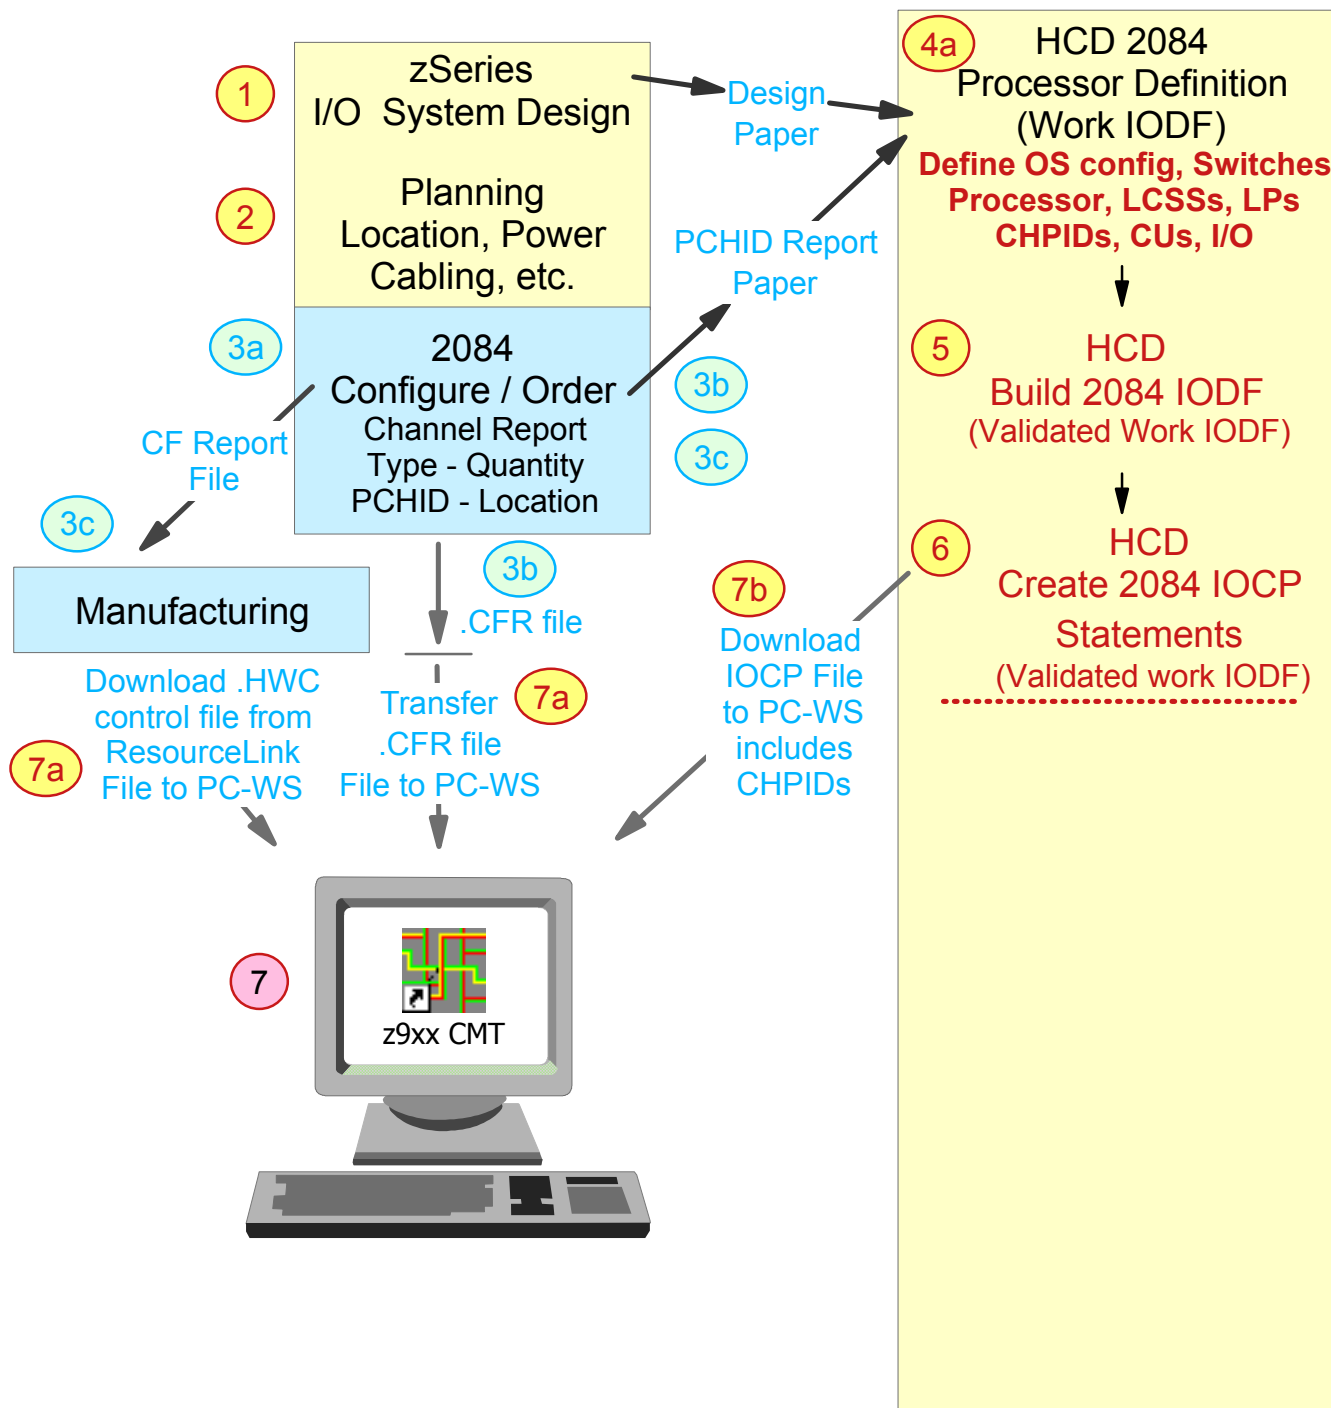 1
zSeries
I/O System Design
2
Planning
Location, Power
Cabling, etc.
Design
Paper
PCHID Report
Paper
3a
2084
Configure / Order
Channel Report
Type - Quantity
PCHID - Location
3b
3c
CF Report
File
3c
Manufacturing
3b
.CFR file
7a
Download .HWC
control file from
ResourceLink
File to PC-WS
7a
Transfer
.CFR file
File to PC-WS
7b
Download
IOCP File
to PC-WS
includes
CHPIDs
4a
HCD 2084
Processor Definition
(Work IODF)
Define OS config, Switches
Processor, LCSSs, LPs
CHPIDs, CUs, I/O
5
HCD
Build 2084 IODF
(Validated Work IODF)
6
HCD
Create 2084 IOCP
Statements
(Validated work IODF)
7
z9xx CMT